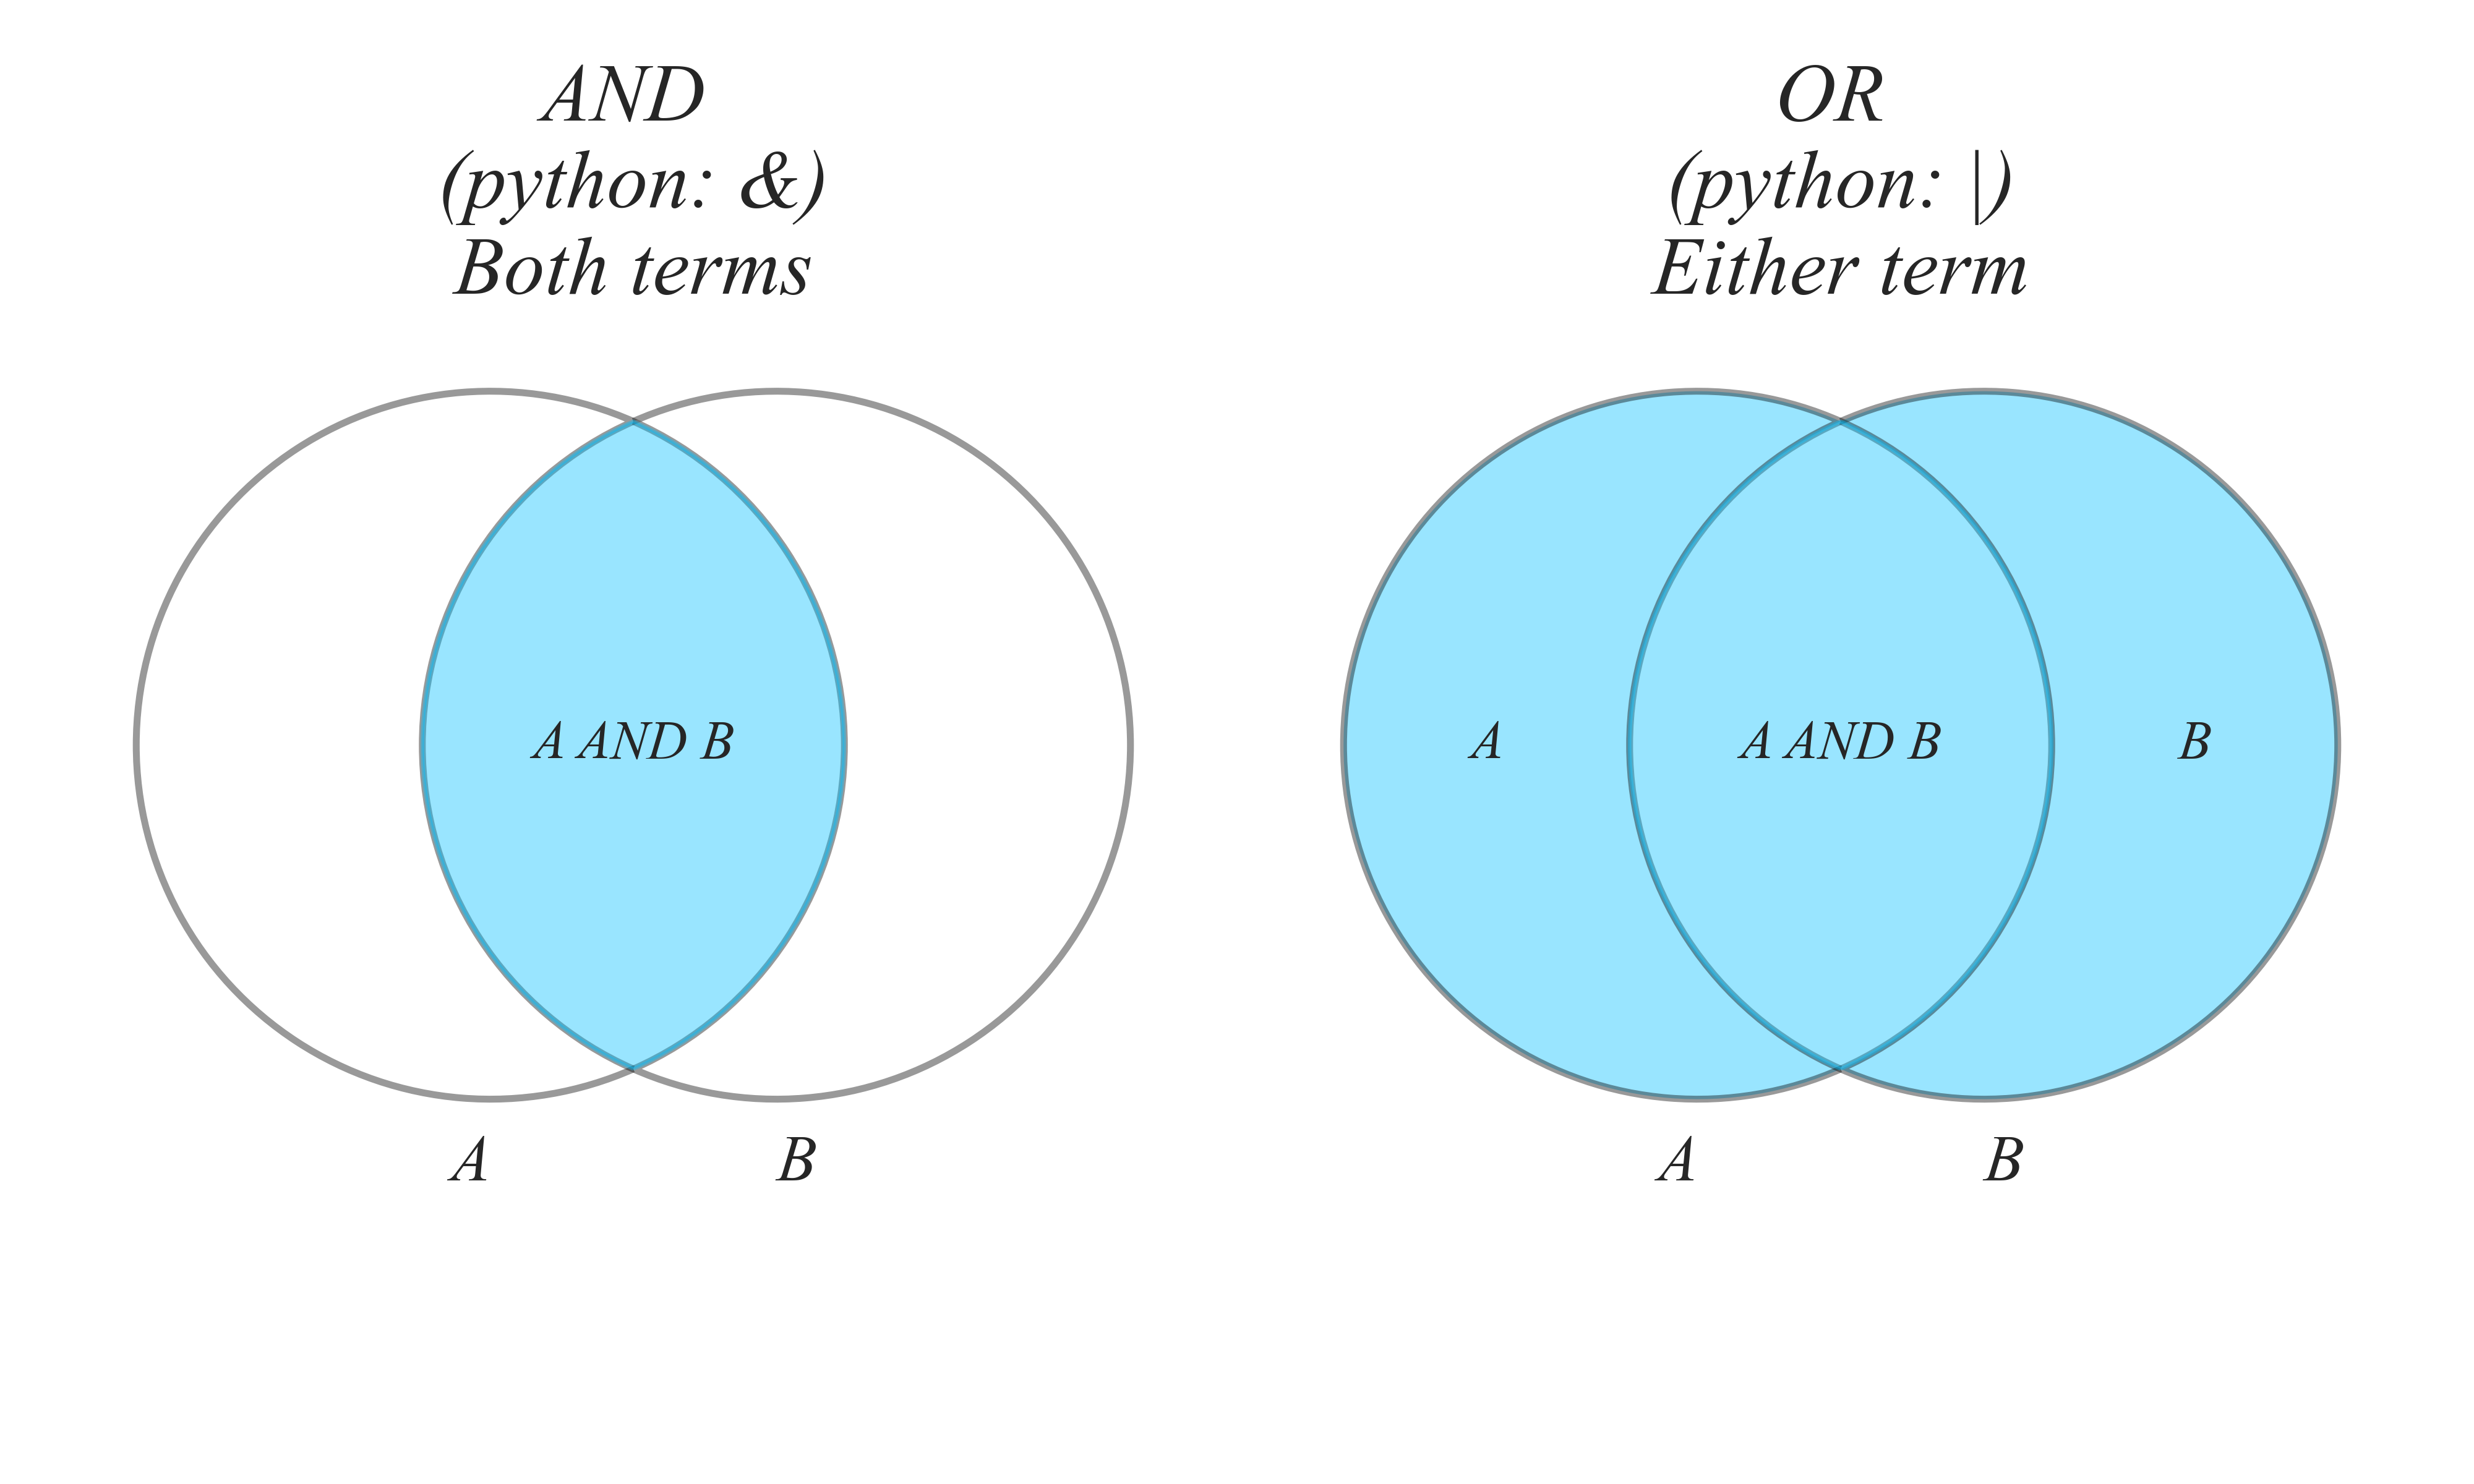 AND
(python: &)
Both terms
A AND B
A
B
OR
(python: |)
Either term
A
A AND B
B
A
B